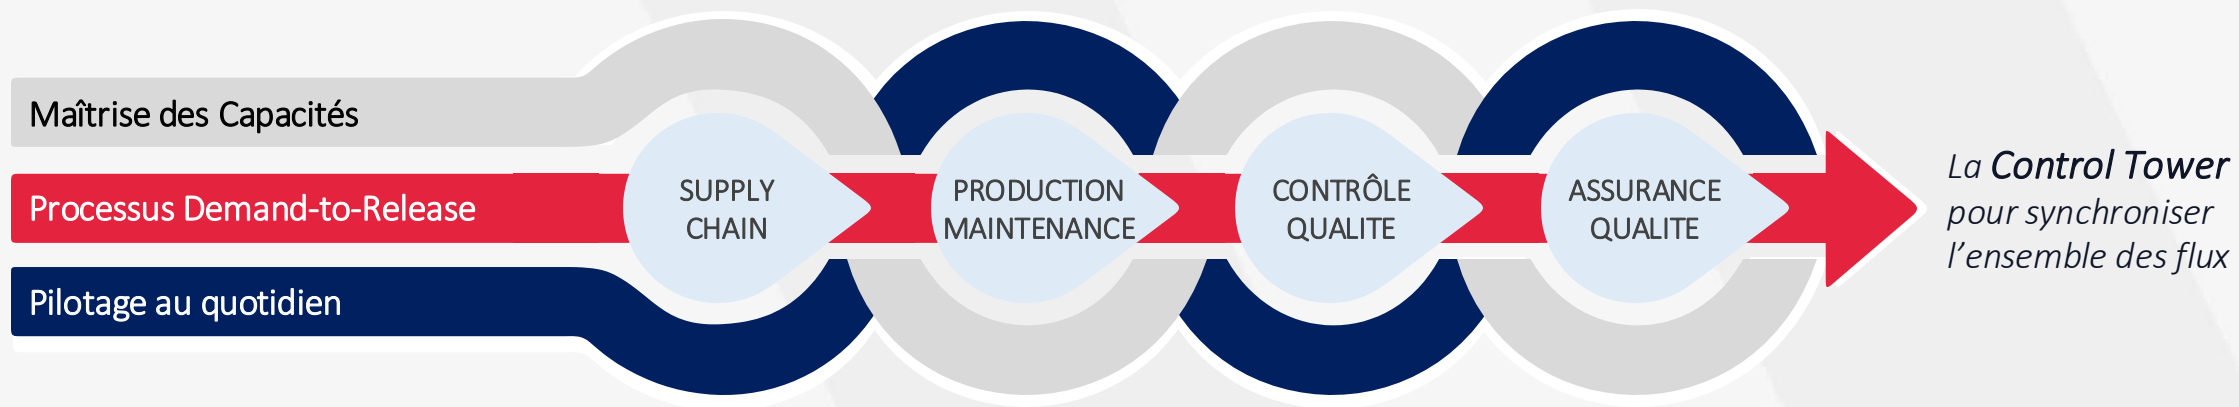 Maîtrise des Capacités
Processus Demand-to-Release
Pilotage au quotidien
SUPPLY
CHAIN
PRODUCTION
MAINTENANCE
CONTRÔLE
QUALITE
ASSURANCE
QUALITE
La Control Tower
pour synchroniser
l’ensemble des flux